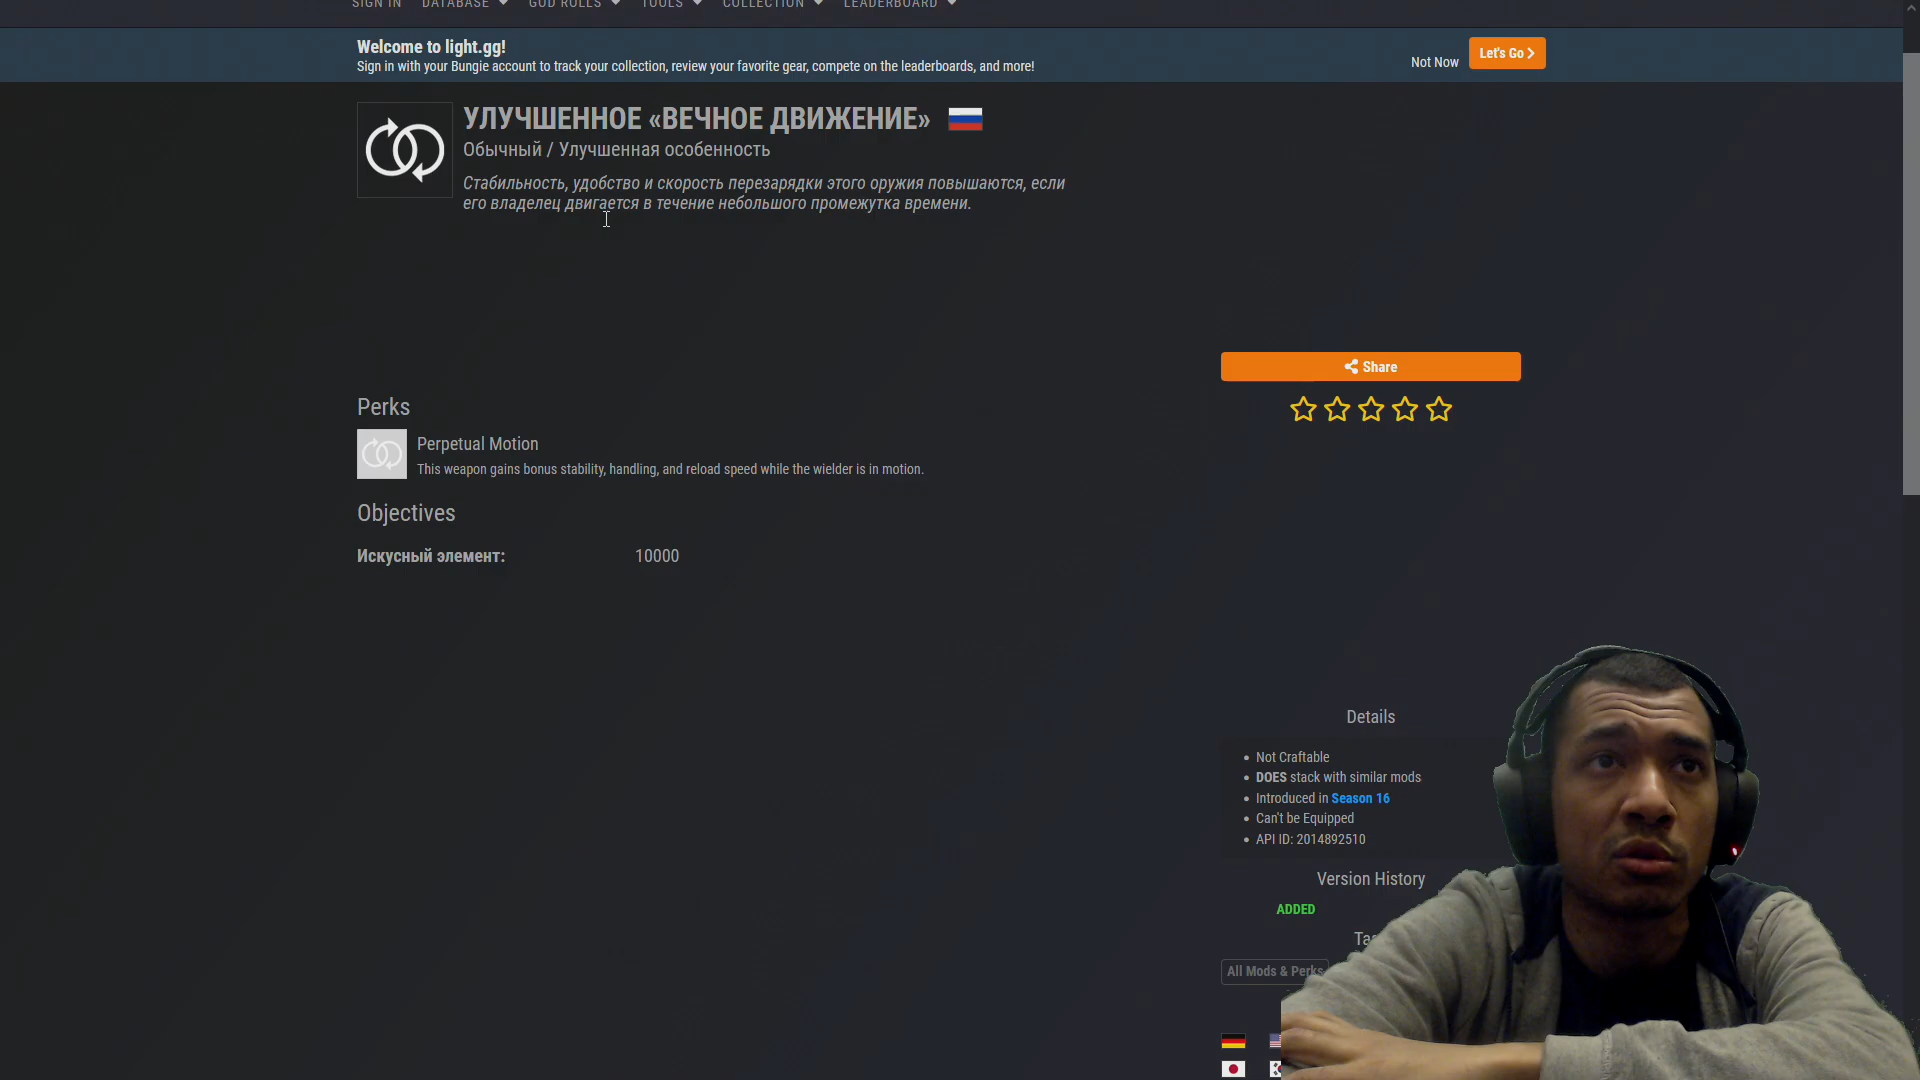 SIGN IN DATABASE GOD ROLLS TOOLS COLLECTION LEADERBOARD
Welcome to light.gg!
Sign in with your Bungie account to track your collection, review your favorite gear, compete on the leaderboards, and more!
Not Now
Let's Go
УЛУЧШЕННОЕ «ВЕЧНОЕ ДВИЖЕНИЕ»
Обычный / Улучшенная особенность
Стабильность, удобство и скорость перезарядки этого оружия повышаются, если
его владелец двигается в течение небольшого промежутка времени.
Share
Perks
Perpetual Motion
This weapon gains bonus stability, handling, and reload speed while the wielder is in motion.
Objectives
Искусный элемент: 10000
Details
Not Craftable
DOES stack with similar mods
Introduced in Season 16
Can't be Equipped
API ID: 2014892510
Version History
ADDED
All Mods & Perks